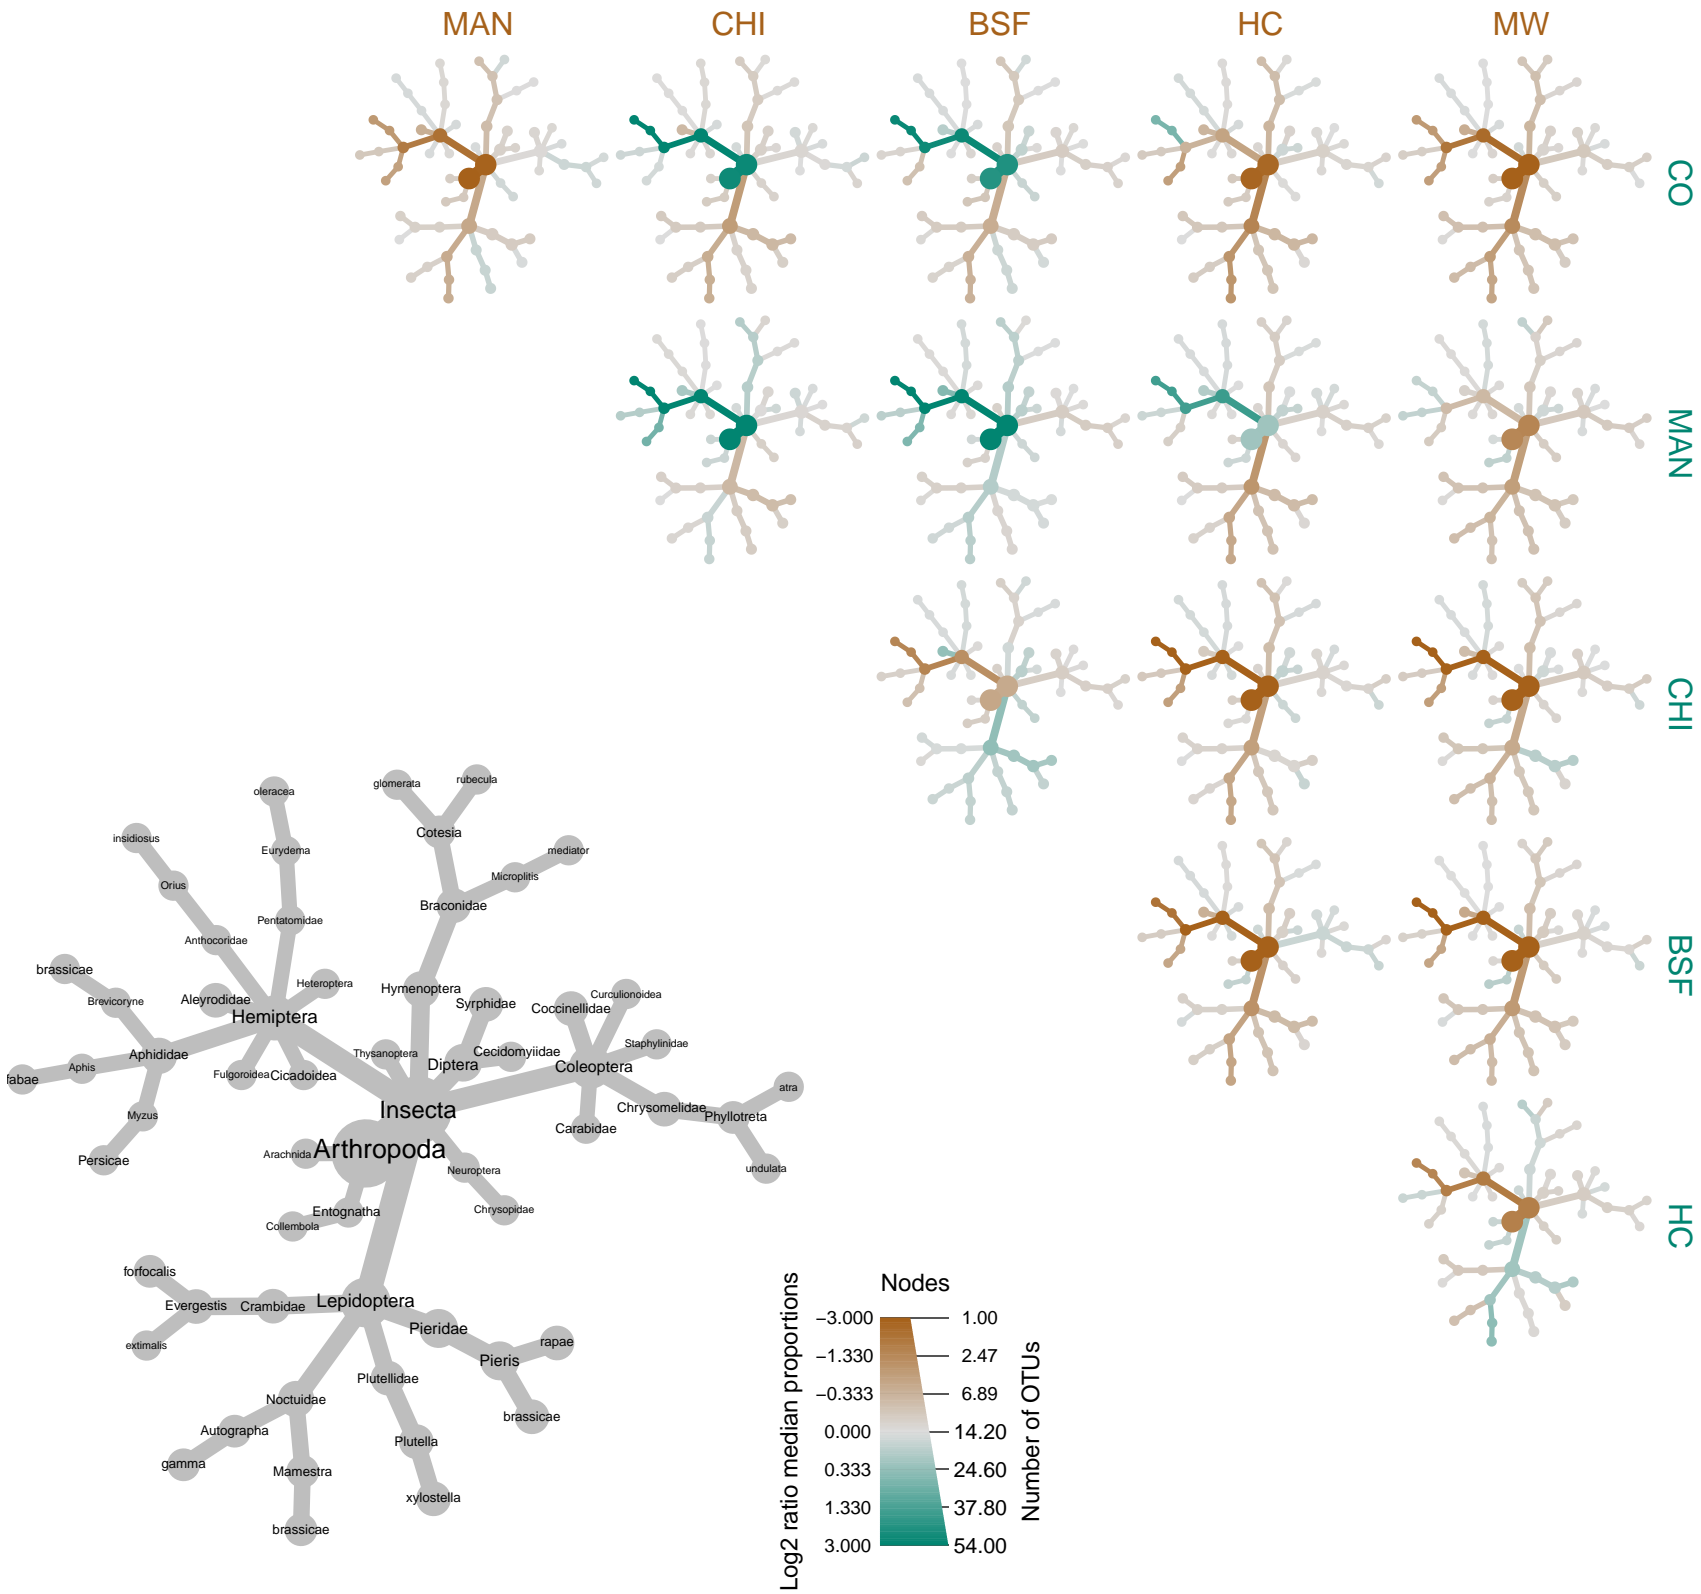 MAN CHI BSF HC MW
CO
MAN
CHI
BSF
HC
glomerata
rubecula
oleracea
Cotesia
insidiosus
Eurydema
mediator
Microplitis
Orius
Braconidae
Pentatomidae
Anthocoridae
brassicae
Heteroptera
Hymenoptera
Curculionoidea
Brevicoryne
Aleyrodidae
Syrphidae
Coccinellidae
Hemiptera
Staphylinidae
Thysanoptera
Cecidomyiidae
Aphididae
Diptera
Coleoptera
Aphis
fabae
Fulgoroidea
Cicadoidea
atra
Insecta
Chrysomelidae
Phyllotreta
Myzus
Carabidae
Arthropoda
Arachnida
Persicae
Neuroptera
undulata
Entognatha
Chrysopidae
Collembola
forfocalis
Lepidoptera
Evergestis
Crambidae
Pieridae
rapae
extimalis
Pieris
Plutellidae
Noctuidae
brassicae
Autographa
Plutella
gamma
Mamestra
xylostella
brassicae
Nodes
Log2 ratio median proportions
Number of OTUs
−3.000 1.00
−1.330 2.47
−0.333 6.89
0.000 14.20
0.333 24.60
1.330 37.80
3.000 54.00